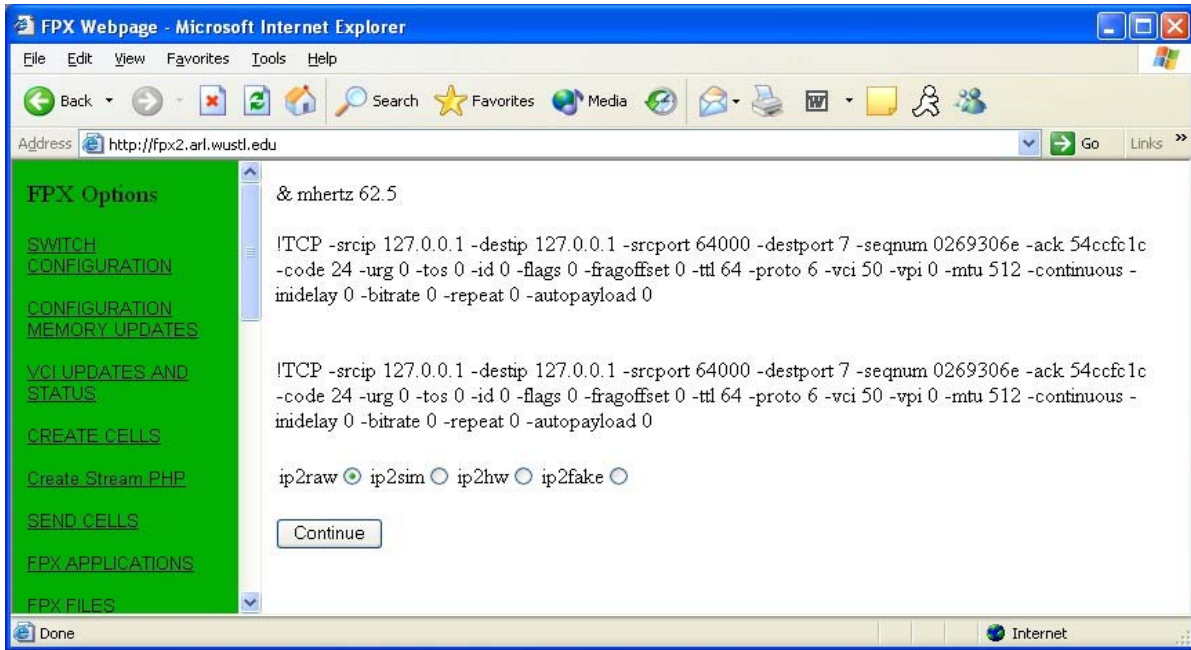 FPX Webpage - Microsoft Internet Explorer
File Edit View Favorites Tools Help
Back Search Favorites Media W
Address http://fpx2.arl.wustl.edu Go Links »
FPX Options
SWITCH
CONFIGURATION
CONFIGURATION
MEMORY UPDATES
VCI UPDATES AND
STATUS
CREATE CELLS
Create Stream PHP
SEND CELLS
FPX APPLICATIONS
FPX FILES
& mhertz 62.5
!TCP -srcip 127.0.0.1 -destip 127.0.0.1 -srcport 64000 -destport 7 -seqnum 0269306e -ack 54ccfc1c
-code 24 -urg 0 -tos 0 -id 0 -flags 0 -fragoffset 0 -ttl 64 -proto 6 -vci 50 -vpi 0 -mtu 512 -continuous -
inidelay 0 -bitrate 0 -repeat 0 -autopayload 0
!TCP -srcip 127.0.0.1 -destip 127.0.0.1 -srcport 64000 -destport 7 -seqnum 0269306e -ack 54ccfc1c
-code 24 -urg 0 -tos 0 -id 0 -flags 0 -fragoffset 0 -ttl 64 -proto 6 -vci 50 -vpi 0 -mtu 512 -continuous -
inidelay 0 -bitrate 0 -repeat 0 -autopayload 0
ip2raw ip2sim ip2hw ip2fake
Continue
Done Internet